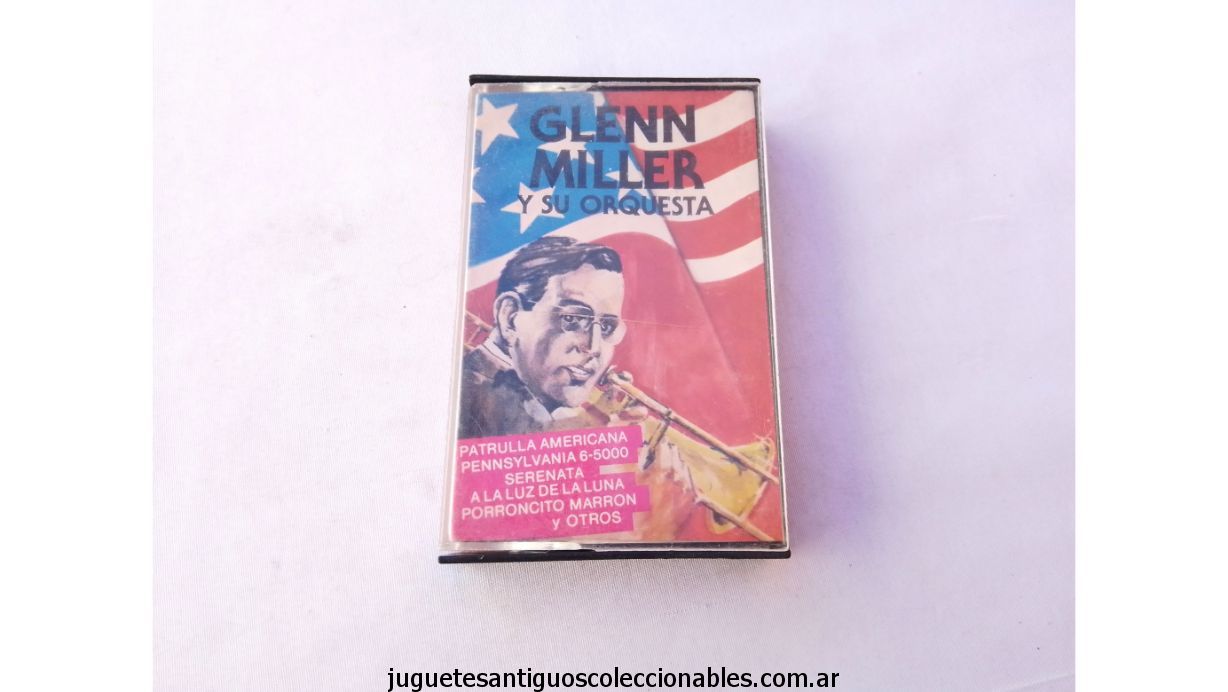 GLENN
MILLER
Y SU ORQUESTA
PATRULLA AMERICANA
PENNSYLVANIA 6-5000
SERENATA
A LA LUZ DE LA LUNA
PORRONCITO MARRON
y OTROS
juguetesantiguoscoleccionables.com.ar